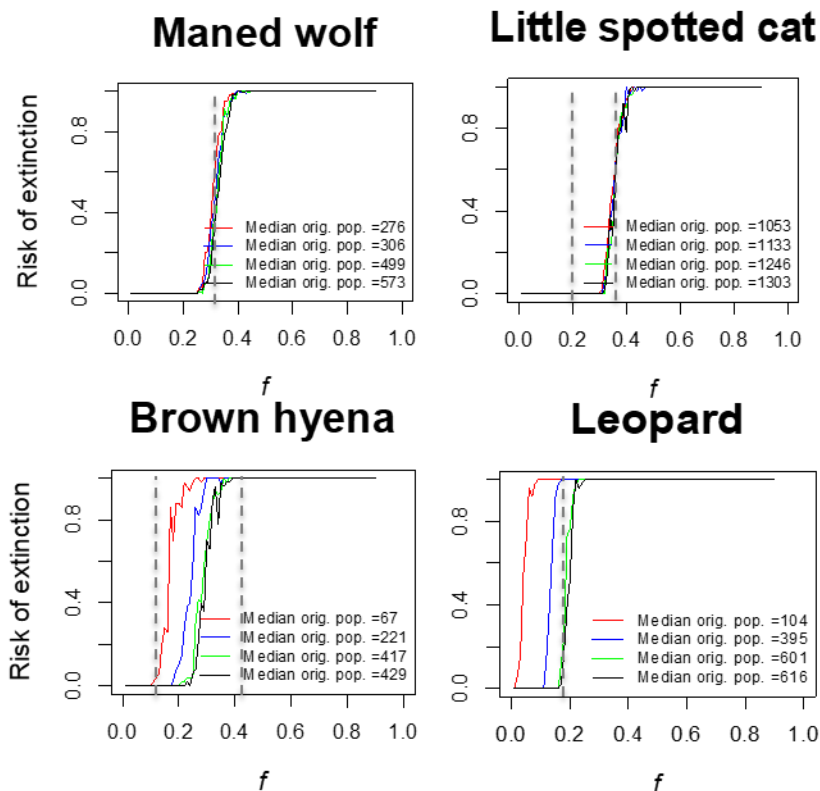 Maned wolf
Little spotted cat
Risk of extinction
0.0 0.4 0.8
Median orig. pop. =276
Median orig. pop. =306
Median orig. pop. =499
Median orig. pop. =573
0.0 0.2 0.4 0.6 0.8 1.0
f
0.0 0.4 0.8
Median orig. pop. =1053
Median orig. pop. =1133
Median orig. pop. =1246
Median orig. pop. =1303
0.0 0.2 0.4 0.6 0.8 1.0
f
Brown hyena
Leopard
Risk of extinction
0.0 0.4 0.8
Median orig. pop. =67
Median orig. pop. =221
Median orig. pop. =417
Median orig. pop. =429
0.0 0.2 0.4 0.6 0.8 1.0
f
0.0 0.4 0.8
Median orig. pop. =104
Median orig. pop. =395
Median orig. pop. =601
Median orig. pop. =616
0.0 0.2 0.4 0.6 0.8 1.0
f